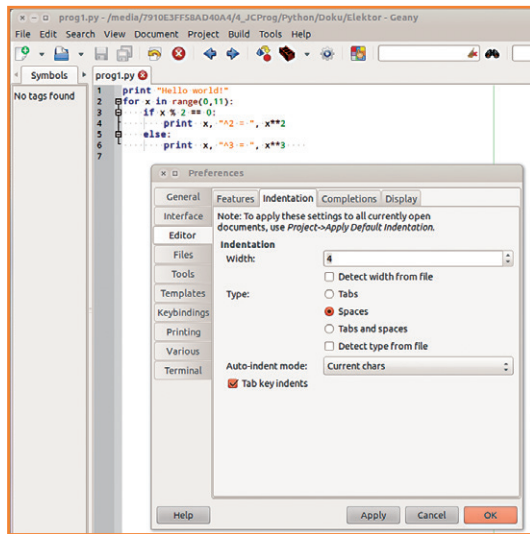 prog1.py - /media/7910E3FF58AD40A4/4_JCProg/Python/Doku/Elektor - Geany
File Edit Search View Document Project Build Tools Help
Symbols
prog1.py
No tags found
1 print "Hello world!"
2 for x in range(0,11):
3 if x % 2 == 0:
4 print x, "^2 = ", x**2
5 else:
6 print x, "^3 = ", x**3
7
Preferences
General
Interface
Editor
Files
Tools
Templates
Keybindings
Printing
Various
Terminal
Features Indentation Completions Display
Note: To apply these settings to all currently open
documents, use Project->Apply Default Indentation.
Indentation
Width: 4
Detect width from file
Type: Tabs
Spaces
Tabs and spaces
Detect type from file
Auto-indent mode: Current chars
Tab key indents
Help Apply Cancel OK